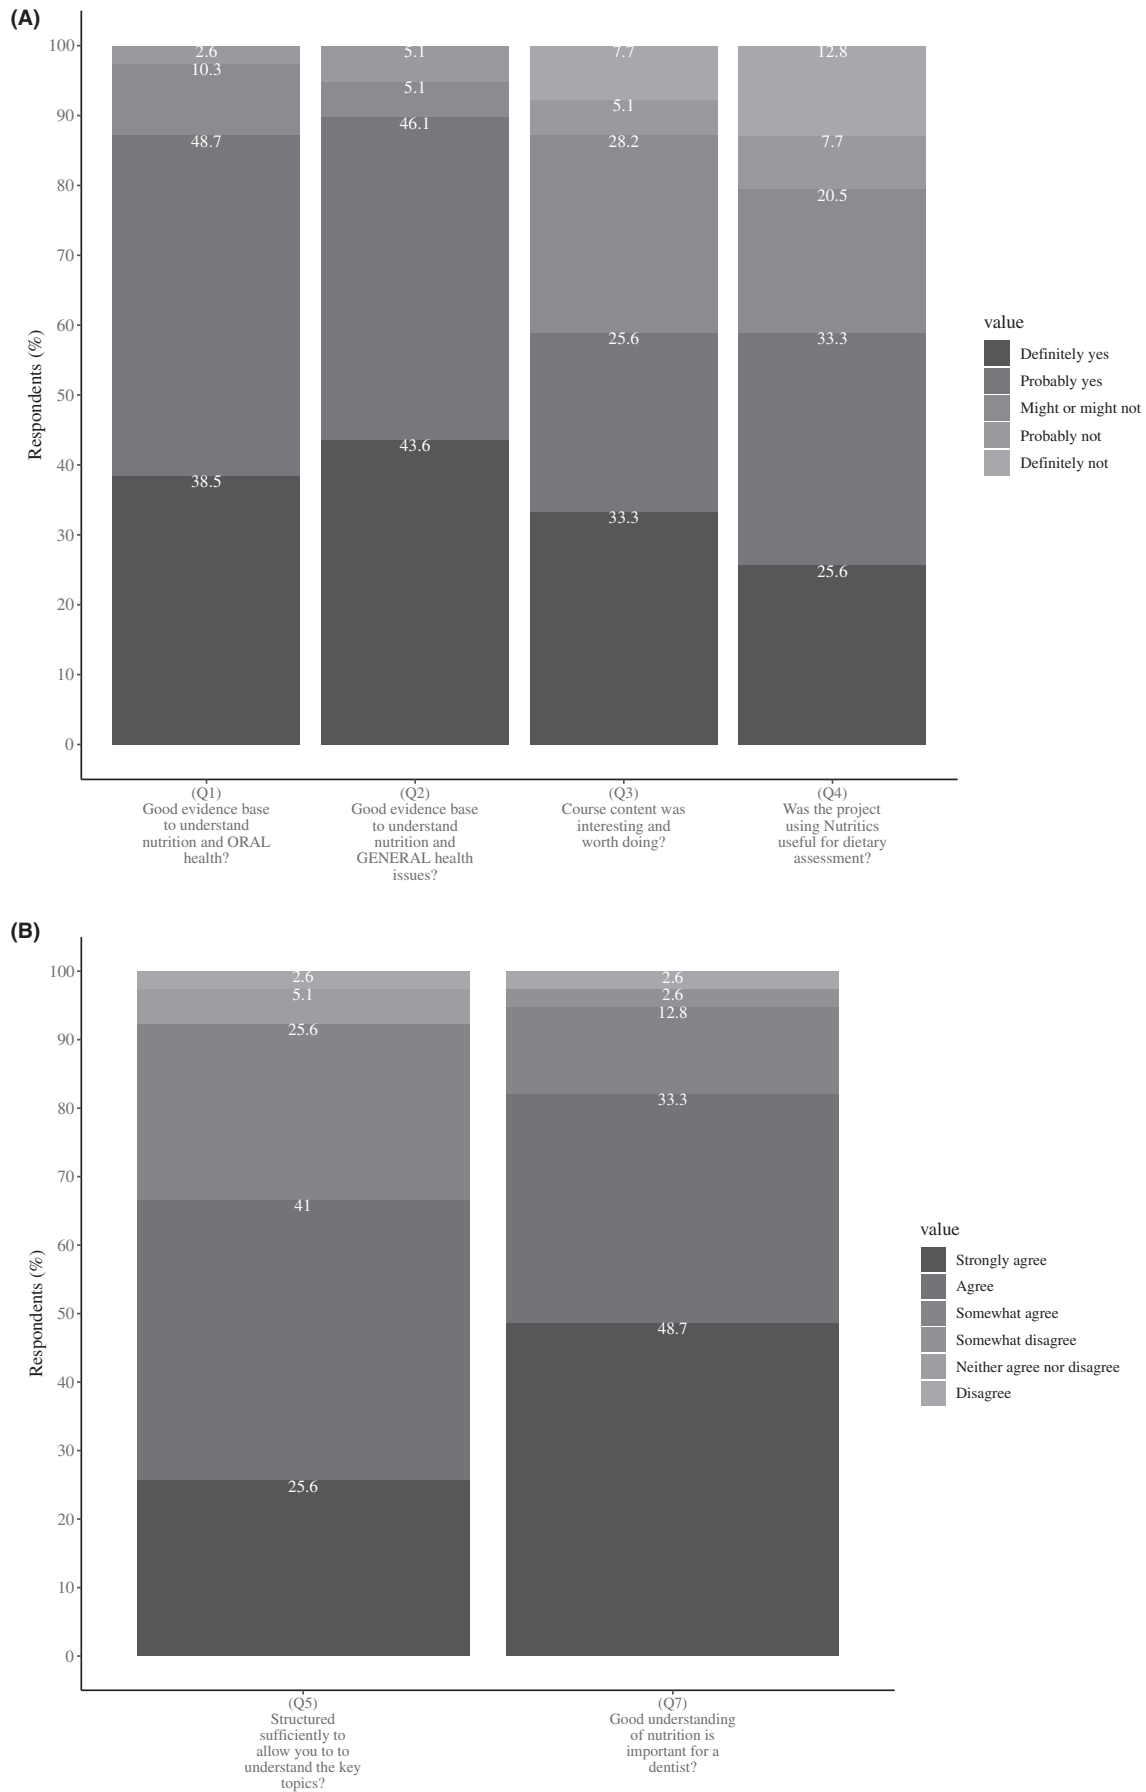 (A)
100
90
80
70
60
50
40
30
20
10
0
Respondents (%)
2.6
10.3
48.7
38.5
5.1
5.1
46.1
43.6
7.7
5.1
28.2
25.6
33.3
12.8
7.7
20.5
33.3
25.6
(Q1)
Good evidence base
to understand
nutrition and ORAL
health?
(Q2)
Good evidence base
to understand
nutrition and
GENERAL health
issues?
(Q3)
Course content was
interesting and
worth doing?
(Q4)
Was the project
using Nutritics
useful for dietary
assessment?
value
Definitely yes
Probably yes
Might or might not
Probably not
Definitely not
(B)
100
90
80
70
60
50
40
30
20
10
0
Respondents (%)
2.6
5.1
25.6
41
25.6
2.6
2.6
12.8
33.3
48.7
(Q5)
Structured
sufficiently to
allow you to to
understand the key
topics?
(Q7)
Good understanding
of nutrition is
important for a
dentist?
value
Strongly agree
Agree
Somewhat agree
Somewhat disagree
Neither agree nor disagree
Disagree